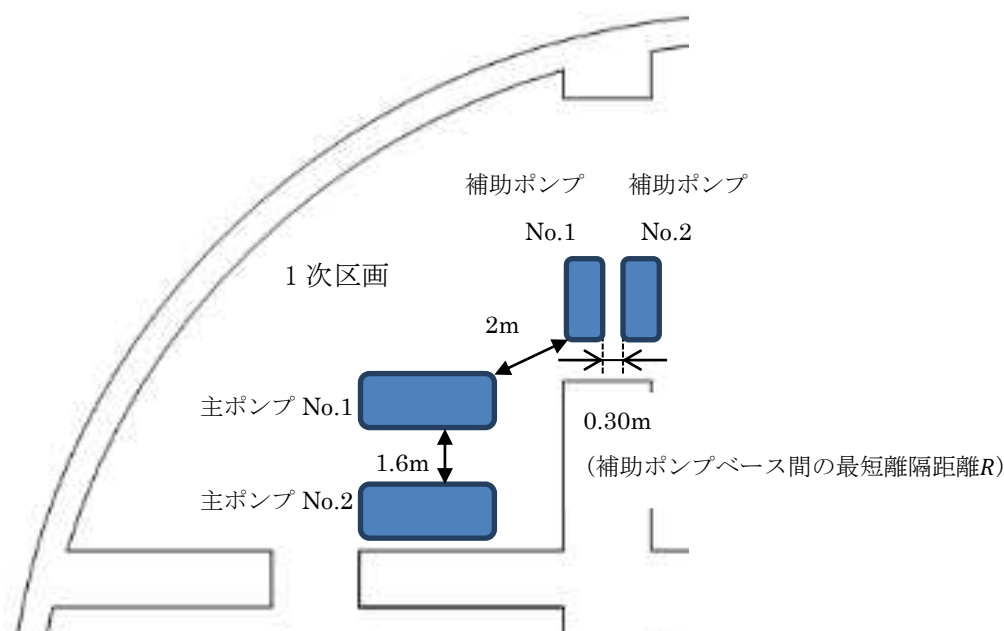 補助ポンプ 補助ポンプ
No.1 No.2
1 次区画
2m
主ポンプ No.1
0.30m
(補助ポンプベース間の最短離隔距離R)
1.6m
主ポンプ No.2